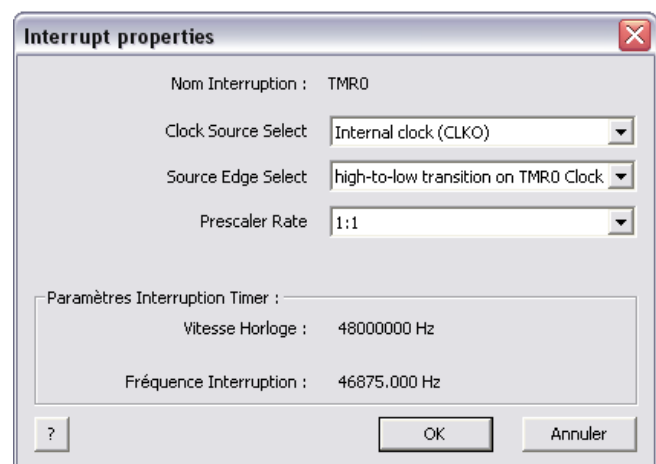 Interrupt properties
Nom Interruption : TMR0
Clock Source Select Internal clock (CLKO)
Source Edge Select high-to-low transition on TMR0 Clock
Prescaler Rate 1:1
Paramètres Interruption Timer :
Vitesse Horloge : 48000000 Hz
Fréquence Interruption : 46875.000 Hz
? OK Annuler